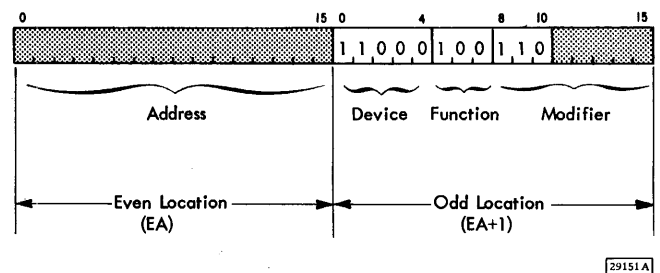 0 15 0 4 8 10 15
1 1 0 0 0 1 0 0 1 1 0
Address Device Function Modifier
Even Location Odd Location
(EA) (EA+1)
29151A